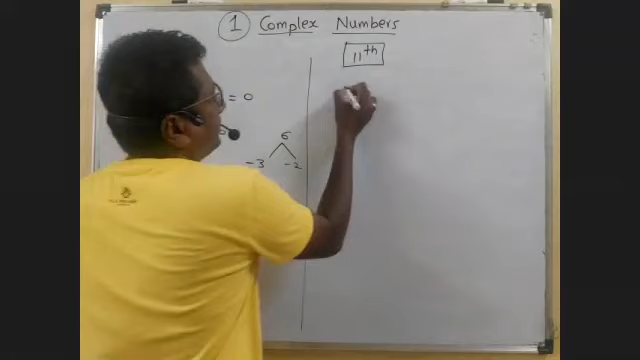 ① Complex Numbers
11th
= 0
6
-3 -2